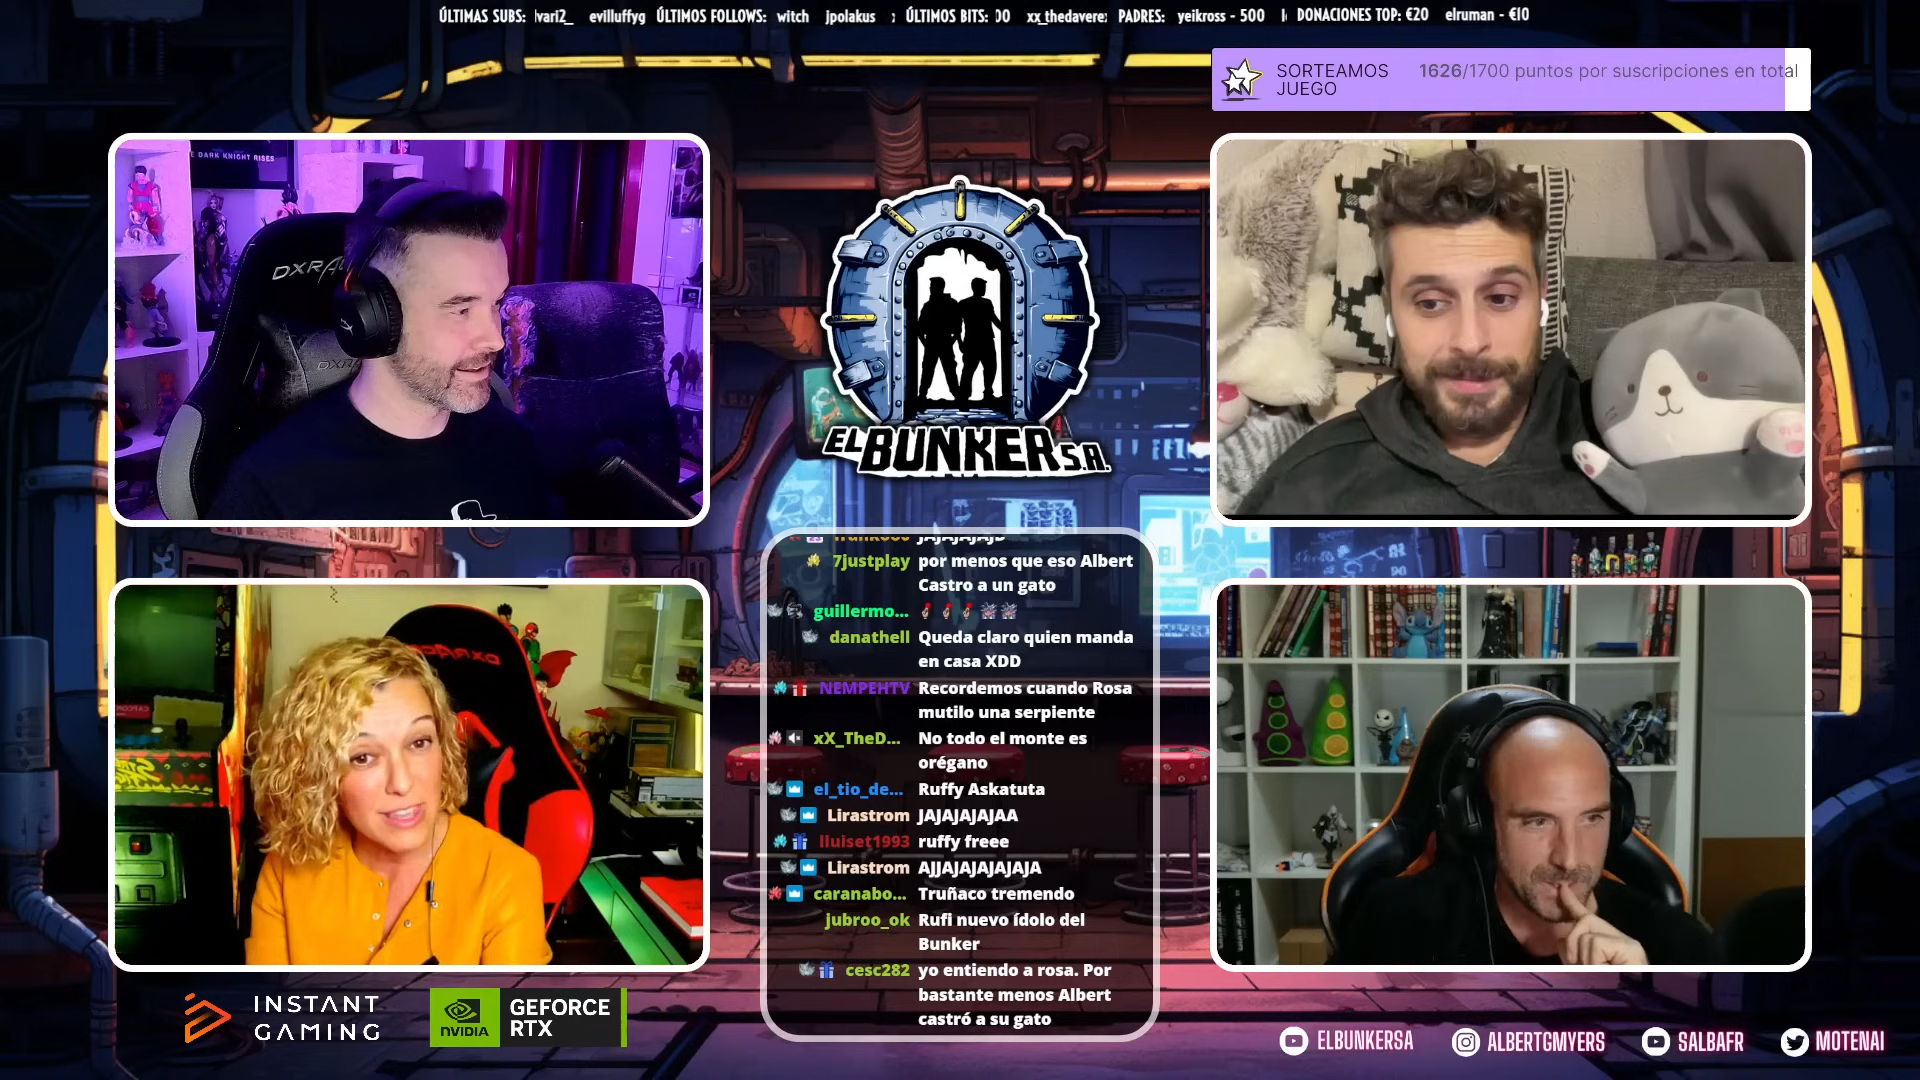 ÚLTIMAS SUBS: lvari2_ evilluffyg ÚLTIMOS FOLLOWS: witch jpolakus ÚLTIMOS BITS: 00 xx_thedavere PADRES: yeikross - 500 DONACIONES TOP: €20 elruman - €10
SORTEAMOS JUEGO
1626/1700 puntos por suscripciones en total
E DARK KNIGHT RISES
DXRA
EL BUNKER S.A.
JAJAJAJAJD
7justplay por menos que eso Albert
Castro a un gato
guillermo...
danathell Queda claro quien manda
en casa XDD
NEMPEHTV Recordemos cuando Rosa
mutilo una serpiente
xX_TheD... No todo el monte es
orégano
el_tio_de... Ruffy Askatuta
Lirastrom JAJAJAJAJAA
lluiset1993 ruffy freee
Lirastrom AJJAJAJAJAJAJA
caranabo... Truñaco tremendo
jubroo_ok Rufi nuevo ídolo del
Bunker
cesc282 yo entiendo a rosa. Por
bastante menos Albert
castró a su gato
INSTANT
GAMING
NVIDIA
GEFORCE
RTX
ELBUNKERSA ALBERTGMYERS SALBAFR MOTENAI